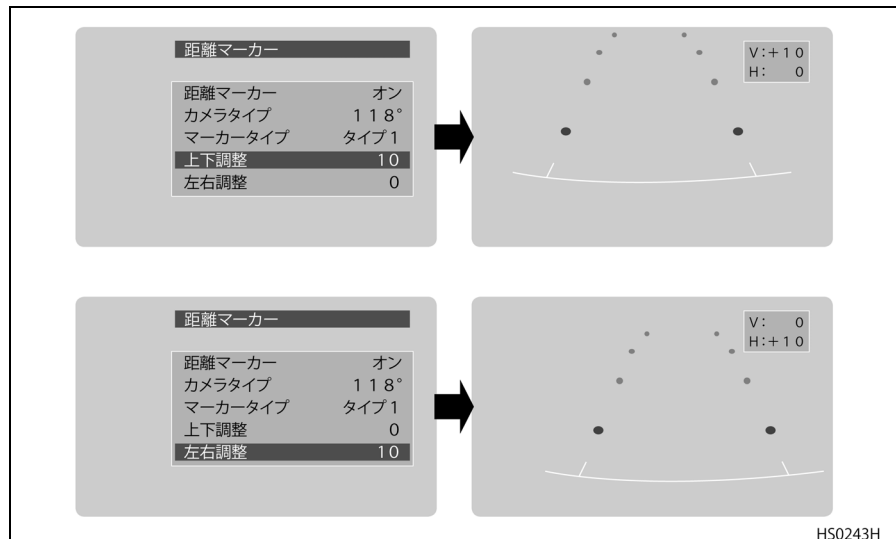 距離マーカー
距離マーカー オン
カメラタイプ 118°
マーカータイプ タイプ1
上下調整 10
左右調整 0
V:+10
H: 0
距離マーカー
距離マーカー オン
カメラタイプ 118°
マーカータイプ タイプ1
上下調整 0
左右調整 10
V: 0
H:+10
HS0243H